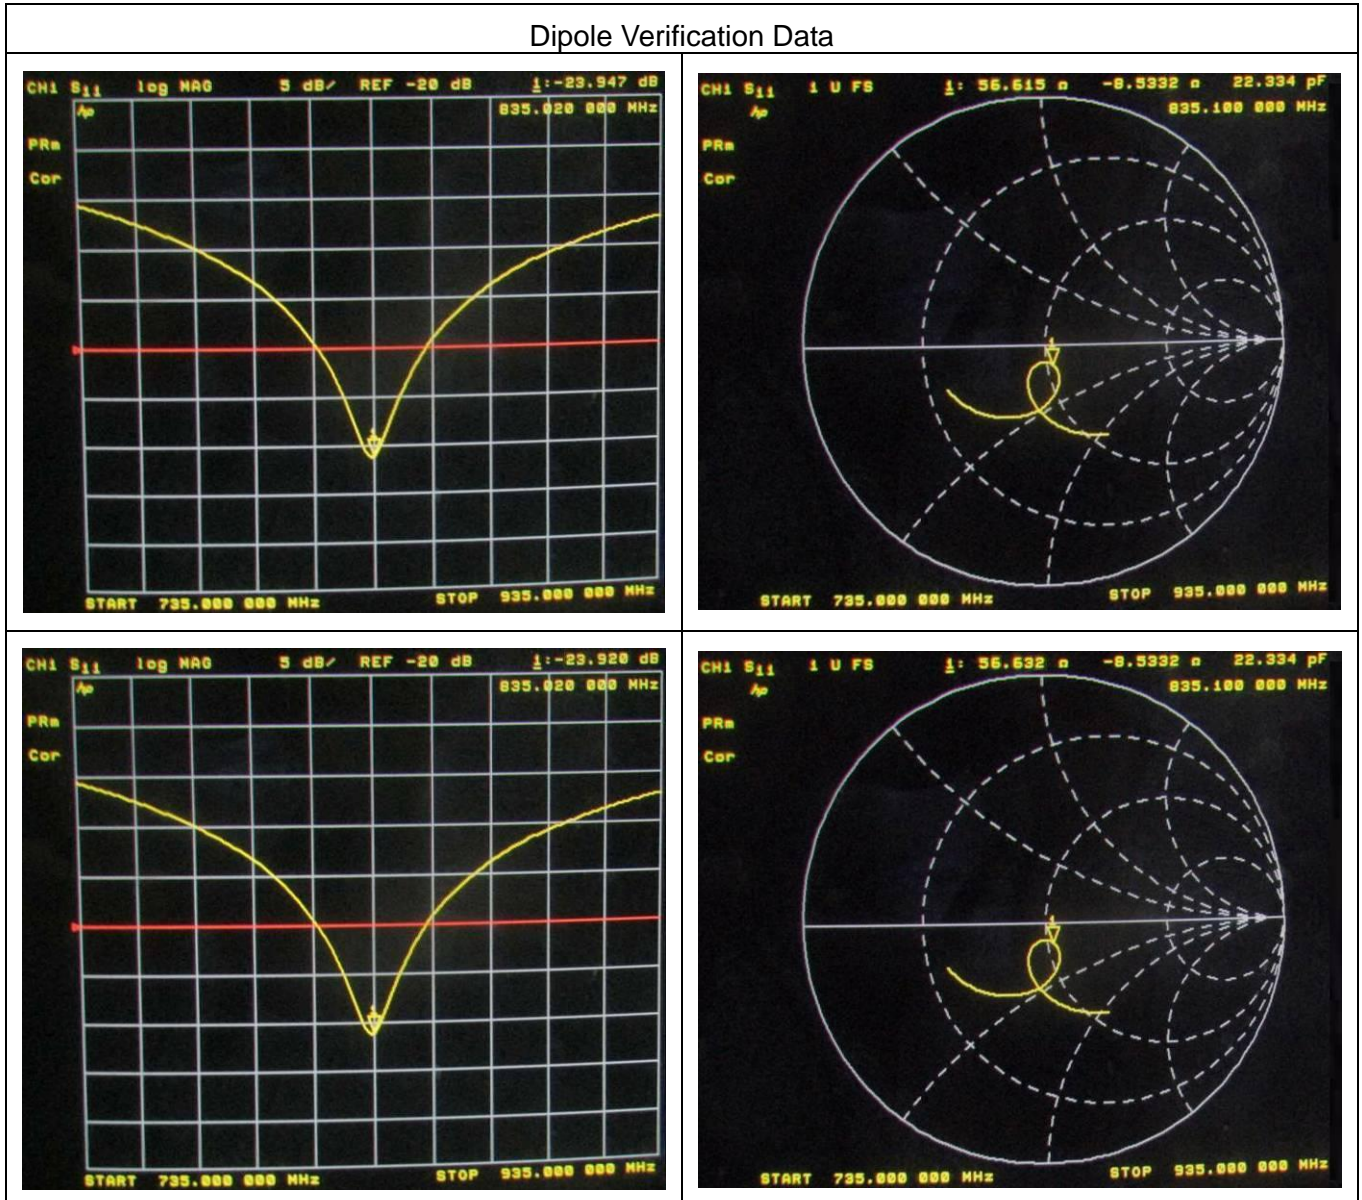 Dipole Verification Data
CH1 S11 log MAG 5 dB/ REF -20 dB 1:-23.947 dB
hp 835.020 000 MHz
PRm
Cor
START 735.000 000 MHz STOP 935.000 000 MHz
CH1 S11 1 U FS 1: 56.615 Ω -8.5332 Ω 22.334 pF
hp 835.100 000 MHz
PRm
Cor
1
START 735.000 000 MHz STOP 935.000 000 MHz
CH1 S11 log MAG 5 dB/ REF -20 dB 1:-23.920 dB
hp 835.020 000 MHz
PRm
Cor
START 735.000 000 MHz STOP 935.000 000 MHz
CH1 S11 1 U FS 1: 56.632 Ω -8.5332 Ω 22.334 pF
hp 835.100 000 MHz
PRm
Cor
1
START 735.000 000 MHz STOP 935.000 000 MHz